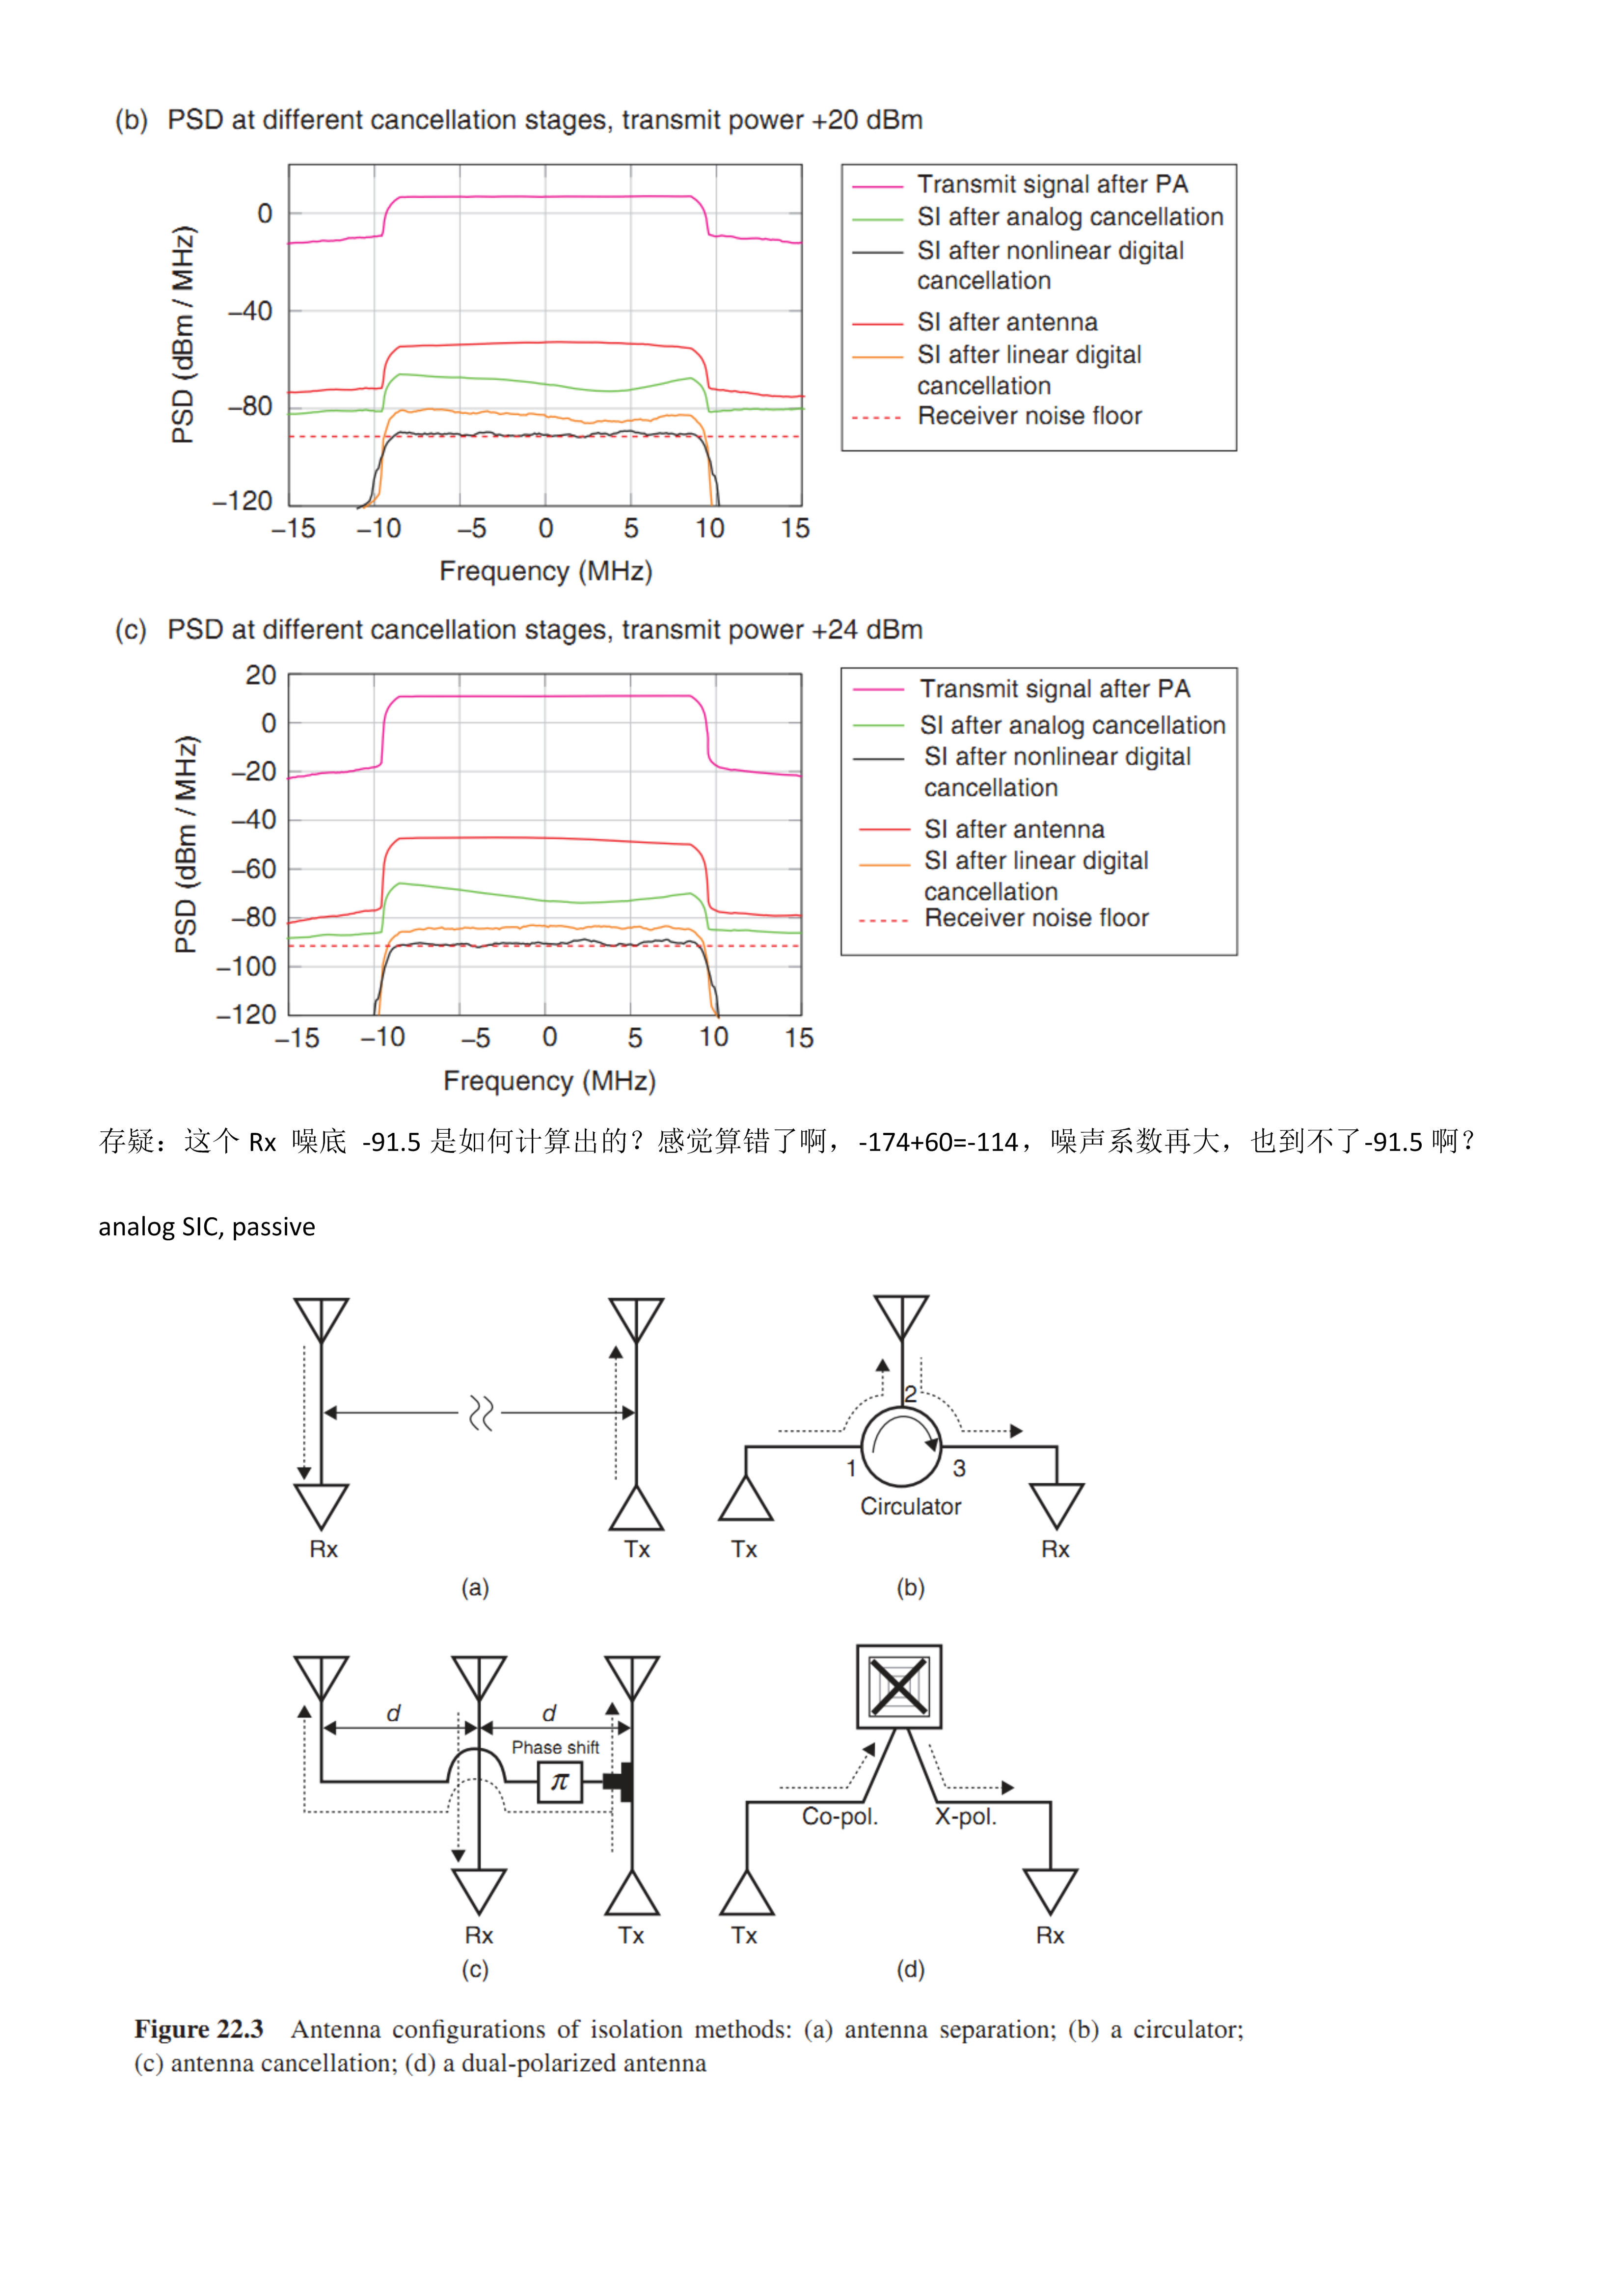 (b) PSD at different cancellation stages, transmit power +20 dBm
0
−40
−80
−120
PSD (dBm / MHz)
−15 −10 −5 0 5 10 15
Frequency (MHz)
Transmit signal after PA
SI after analog cancellation
SI after nonlinear digital
cancellation
SI after antenna
SI after linear digital
cancellation
Receiver noise floor
(c) PSD at different cancellation stages, transmit power +24 dBm
20
0
−20
−40
−60
−80
−100
−120
PSD (dBm / MHz)
−15 −10 −5 0 5 10 15
Frequency (MHz)
Transmit signal after PA
SI after analog cancellation
SI after nonlinear digital
cancellation
SI after antenna
SI after linear digital
cancellation
Receiver noise floor
存疑：这个 Rx 噪底 -91.5 是如何计算出的？感觉算错了啊，-174+60=-114，噪声系数再大，也到不了-91.5 啊？
analog SIC, passive
Rx
Tx
(a)
1
2
3
Circulator
Tx
Rx
(b)
d
d
Phase shift
π
Rx
Tx
(c)
Co-pol.
X-pol.
Tx
Rx
(d)
Figure 22.3 Antenna configurations of isolation methods: (a) antenna separation; (b) a circulator;
(c) antenna cancellation; (d) a dual-polarized antenna